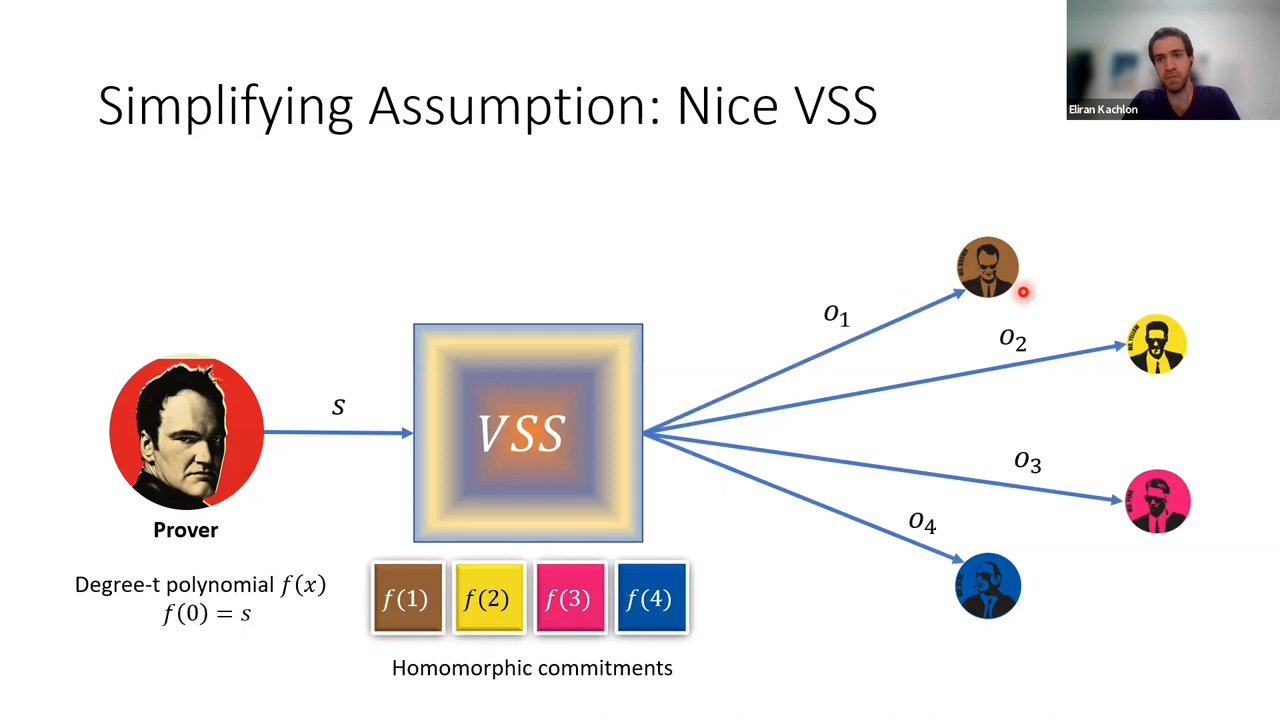 Simplifying Assumption: Nice VSS
Eliran Kachlon
s
VSS
o₁
o₂
o₃
o₄
Prover
Degree-t polynomial f(x)
f(0) = s
f(1) f(2) f(3) f(4)
Homomorphic commitments